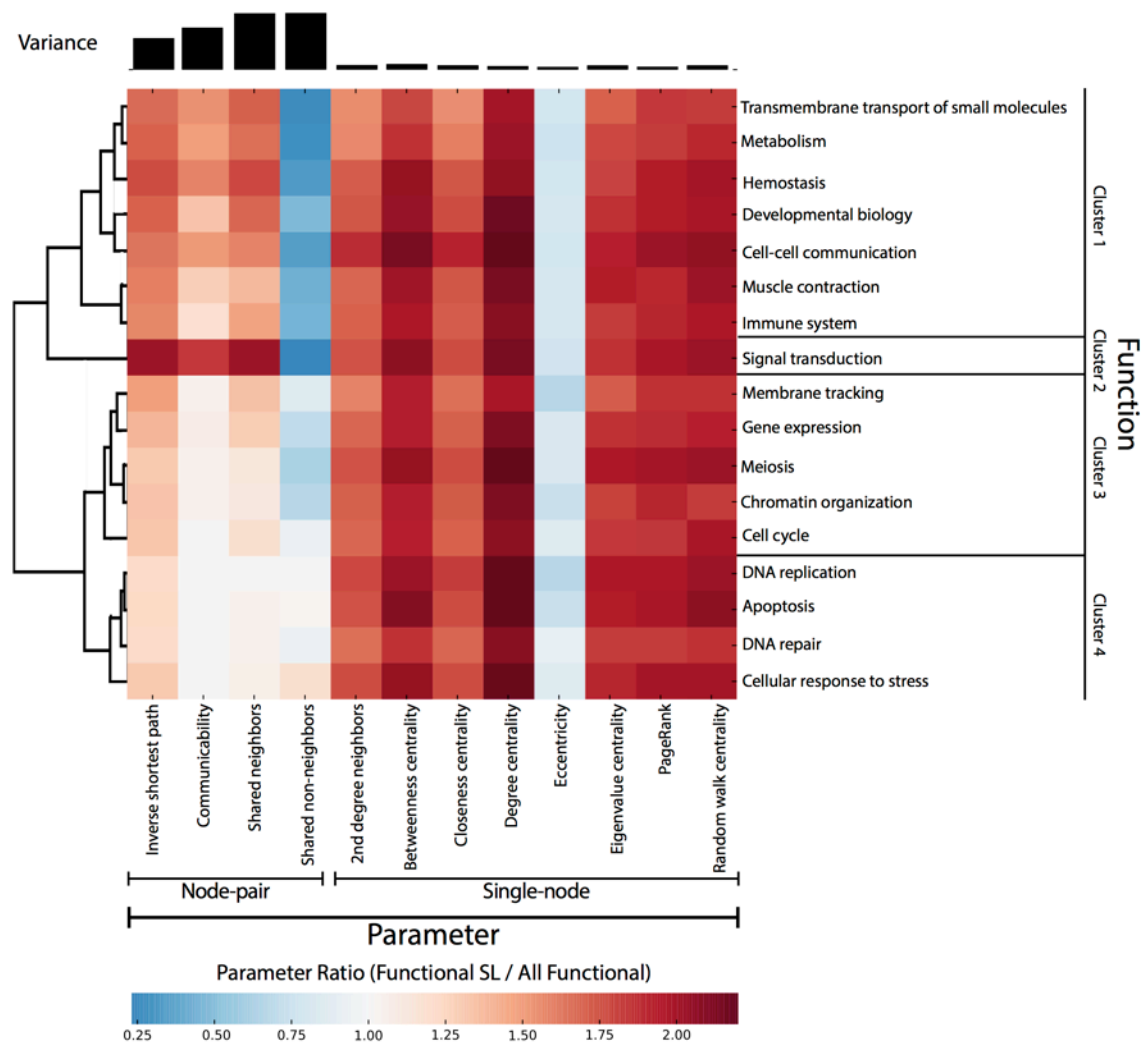 Variance
Transmembrane transport of small molecules
Metabolism
Hemostasis
Developmental biology
Cell-cell communication
Muscle contraction
Immune system
Signal transduction
Membrane tracking
Gene expression
Meiosis
Chromatin organization
Cell cycle
DNA replication
Apoptosis
DNA repair
Cellular response to stress
Cluster 1
Cluster 2
Cluster 3
Cluster 4
Function
Inverse shortest path
Communicability
Shared neighbors
Shared non-neighbors
2nd degree neighbors
Betweenness centrality
Closeness centrality
Degree centrality
Eccentricity
Eigenvalue centrality
PageRank
Random walk centrality
Node-pair
Single-node
Parameter
Parameter Ratio (Functional SL / All Functional)
0.25 0.50 0.75 1.00 1.25 1.50 1.75 2.00